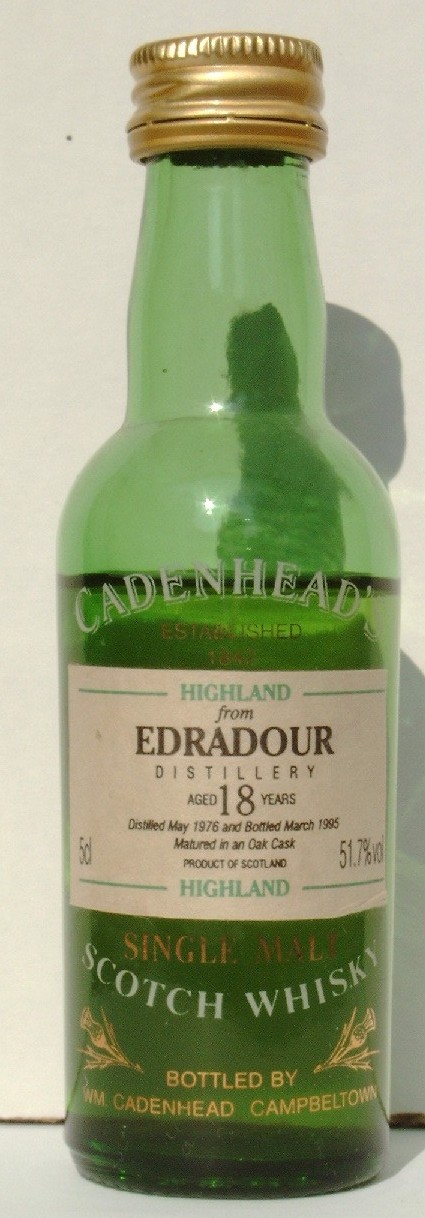 CADENHEAD'S
ESTABLISHED
1842
HIGHLAND
from
EDRADOUR
DISTILLERY
AGED 18 YEARS
Distilled May 1976 and Bottled March 1995
Matured in an Oak Cask
5cl
51.7% vol
PRODUCT OF SCOTLAND
HIGHLAND
SINGLE MALT
SCOTCH WHISKY
BOTTLED BY
WM. CADENHEAD CAMPBELTOWN